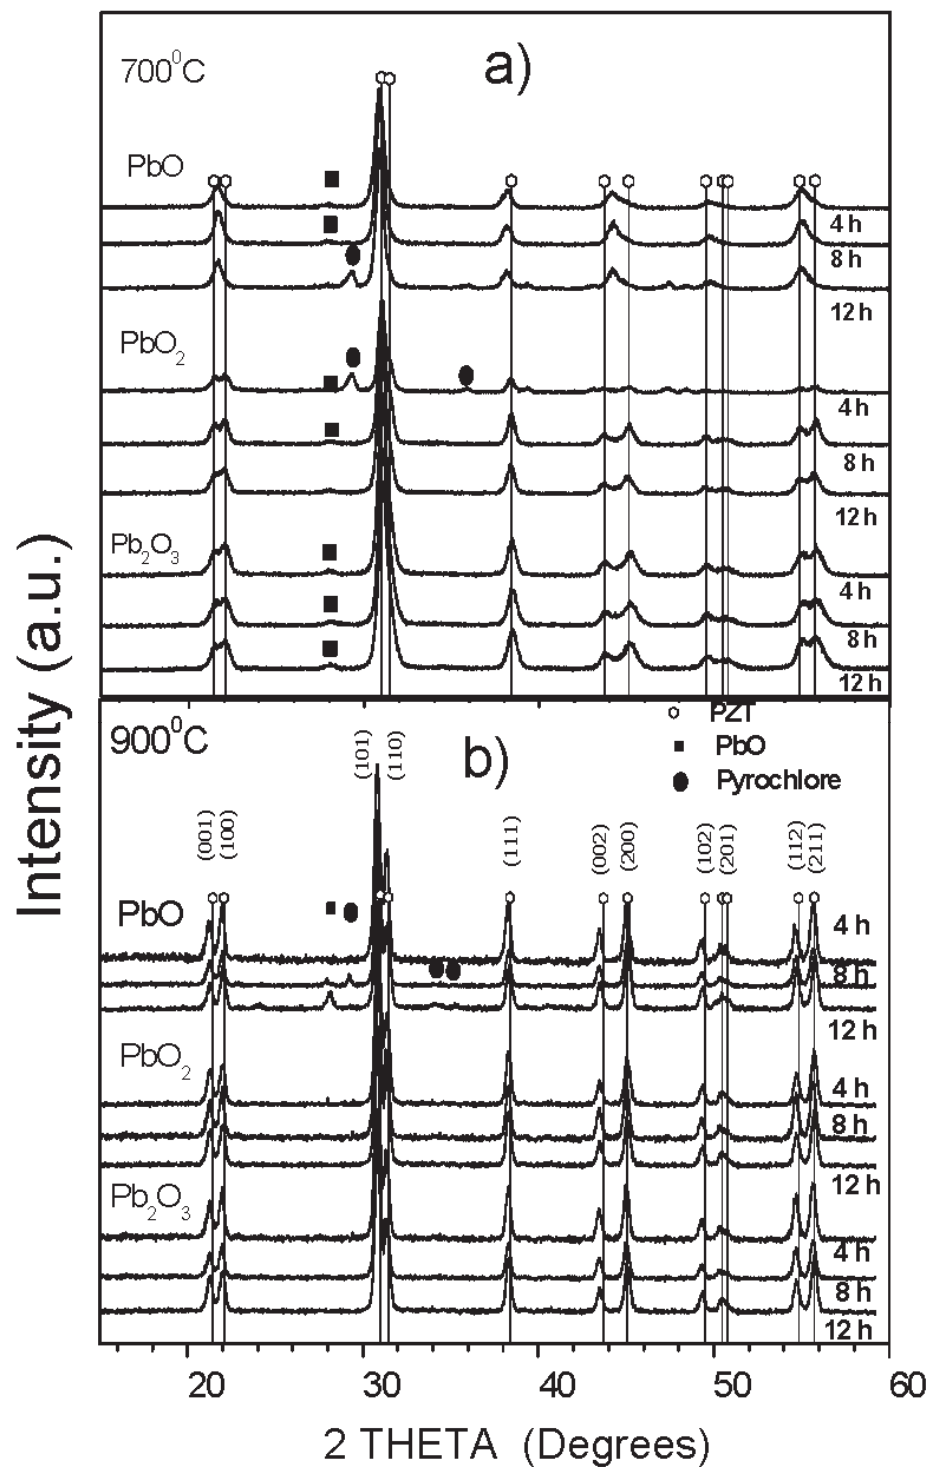 a)
700⁰C
PbO
4 h
8 h
12 h
PbO₂
4 h
8 h
12 h
Pb₂O₃
4 h
8 h
12 h
Intensity (a.u.)
900⁰C
b)
PZT
PbO
Pyrochlore
(001) (100) (101) (110) (111) (002) (200) (102) (201) (112) (211)
PbO
4 h
8 h
12 h
PbO₂
4 h
8 h
12 h
Pb₂O₃
4 h
8 h
12 h
20 30 40 50 60
2 THETA (Degrees)